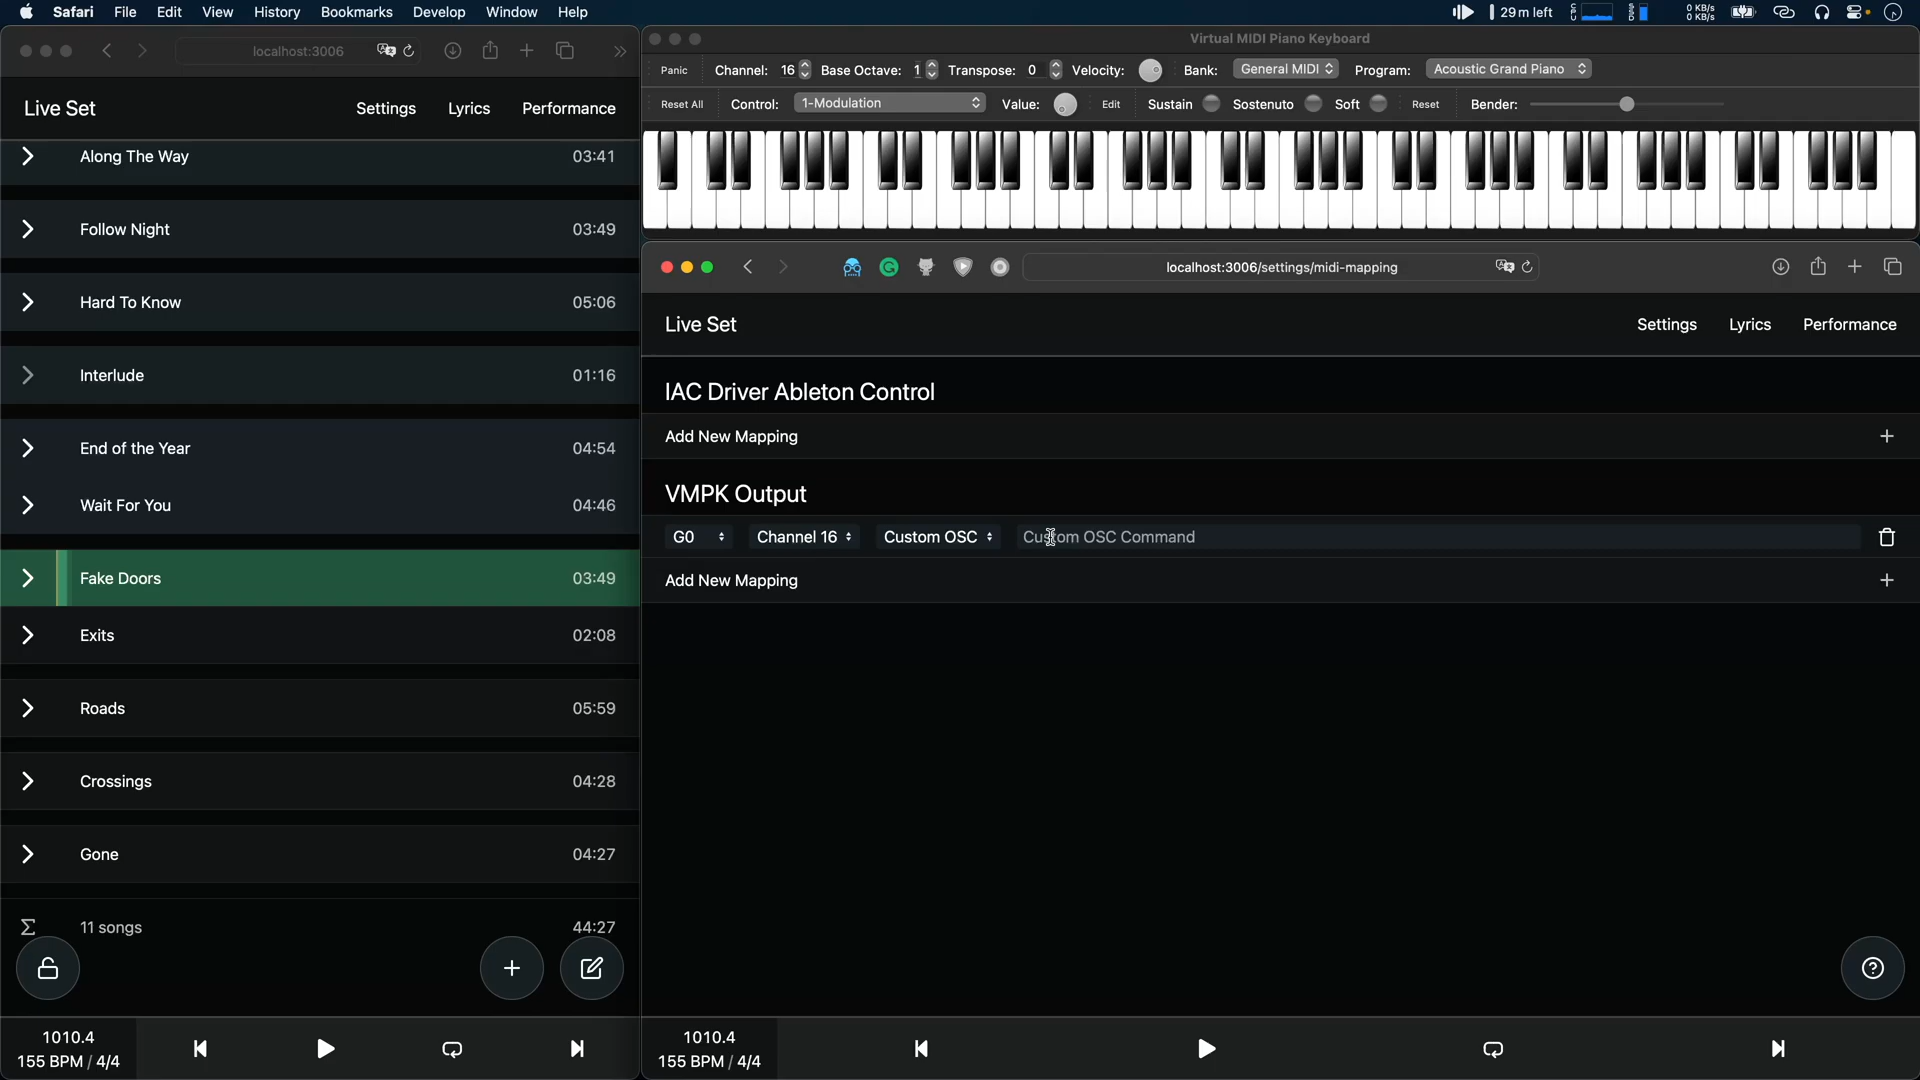 Safari File Edit View History Bookmarks Develop Window Help
29m left
0 KB/s
0 KB/s
localhost:3006
Live Set
Settings Lyrics Performance
Along The Way 03:41
Follow Night 03:49
Hard To Know 05:06
Interlude 01:16
End of the Year 04:54
Wait For You 04:46
Fake Doors 03:49
Exits 02:08
Roads 05:59
Crossings 04:28
Gone 04:27
Σ 11 songs 44:27
1010.4
155 BPM / 4/4
Virtual MIDI Piano Keyboard
Panic Channel: 16 Base Octave: 1 Transpose: 0 Velocity: Bank: General MIDI Program: Acoustic Grand Piano
Reset All Control: 1-Modulation Value: Edit Sustain Sostenuto Soft Reset Bender:
localhost:3006/settings/midi-mapping
Live Set
Settings Lyrics Performance
IAC Driver Ableton Control
Add New Mapping
VMPK Output
G0 Channel 16 Custom OSC Custom OSC Command
Add New Mapping
1010.4
155 BPM / 4/4